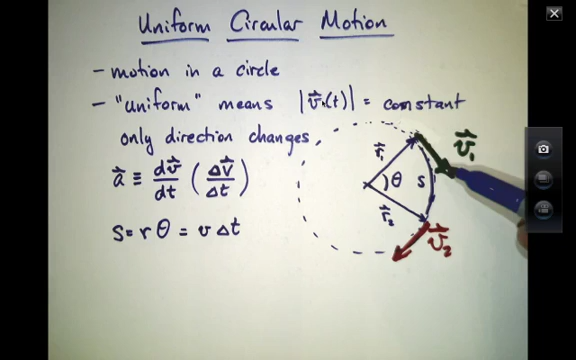 Uniform Circular Motion
- motion in a circle
- "uniform" means |v⃗(t)| = constant
only direction changes.
a⃗ ≡ dv⃗/dt (Δv⃗/Δt)
s = rθ = vΔt
r⃗₁
θ
s
r⃗₂
v⃗₁
v⃗₂